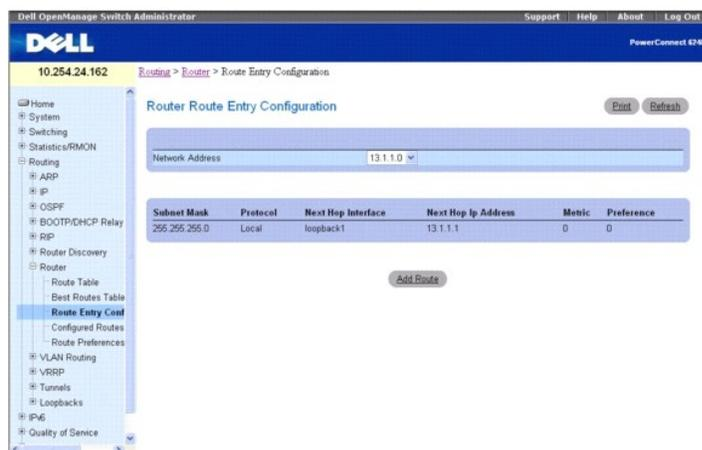 Dell OpenManage Switch Administrator
Support Help About Log Out
DELL
PowerConnect 624
10.254.24.162
Routing > Router > Route Entry Configuration
Home
System
Switching
Statistics/RMON
Routing
ARP
IP
OSPF
BOOTP/DHCP Relay
RIP
Router Discovery
Router
Route Table
Best Routes Table
Route Entry Conf
Configured Routes
Route Preferences
VLAN Routing
VRRP
Tunnels
Loopbacks
IPv6
Quality of Service
Router Route Entry Configuration
Print Refresh
Network Address 13.1.1.0
Subnet Mask Protocol Next Hop Interface Next Hop Ip Address Metric Preference
255.255.255.0 Local loopback1 13.1.1.1 0 0
Add Route